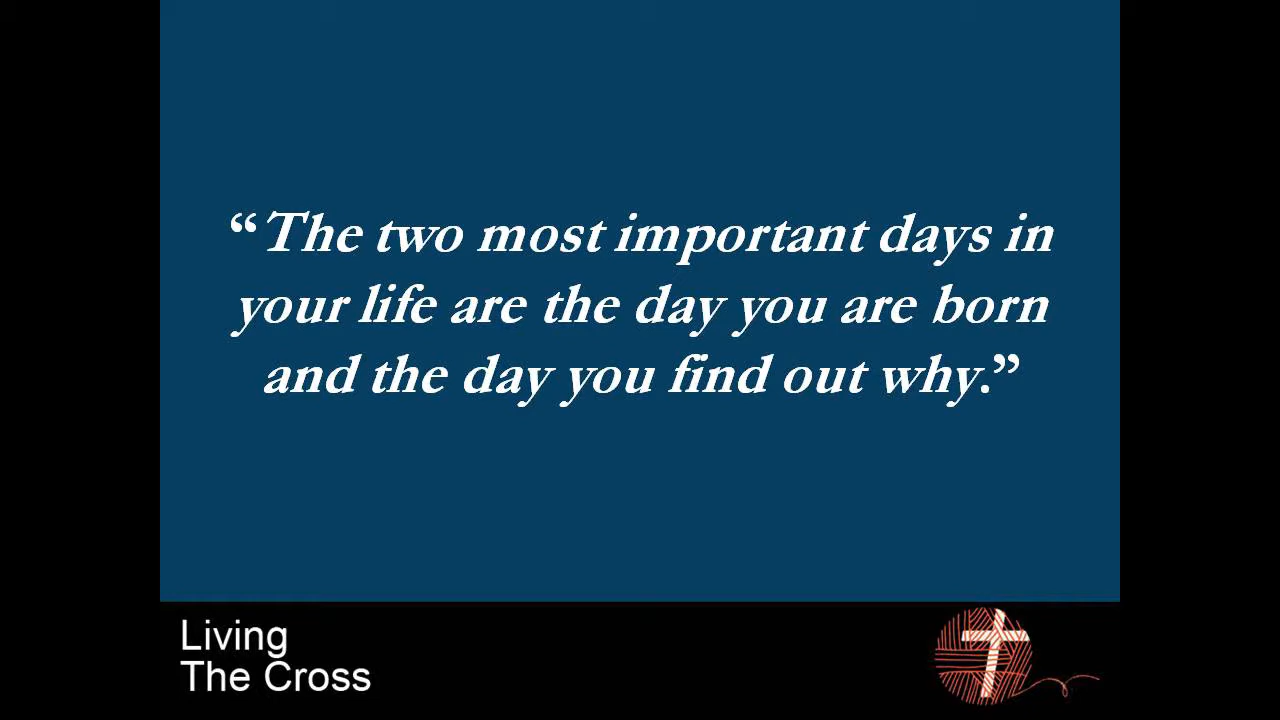 “The two most important days in
your life are the day you are born
and the day you find out why.”
Living
The Cross